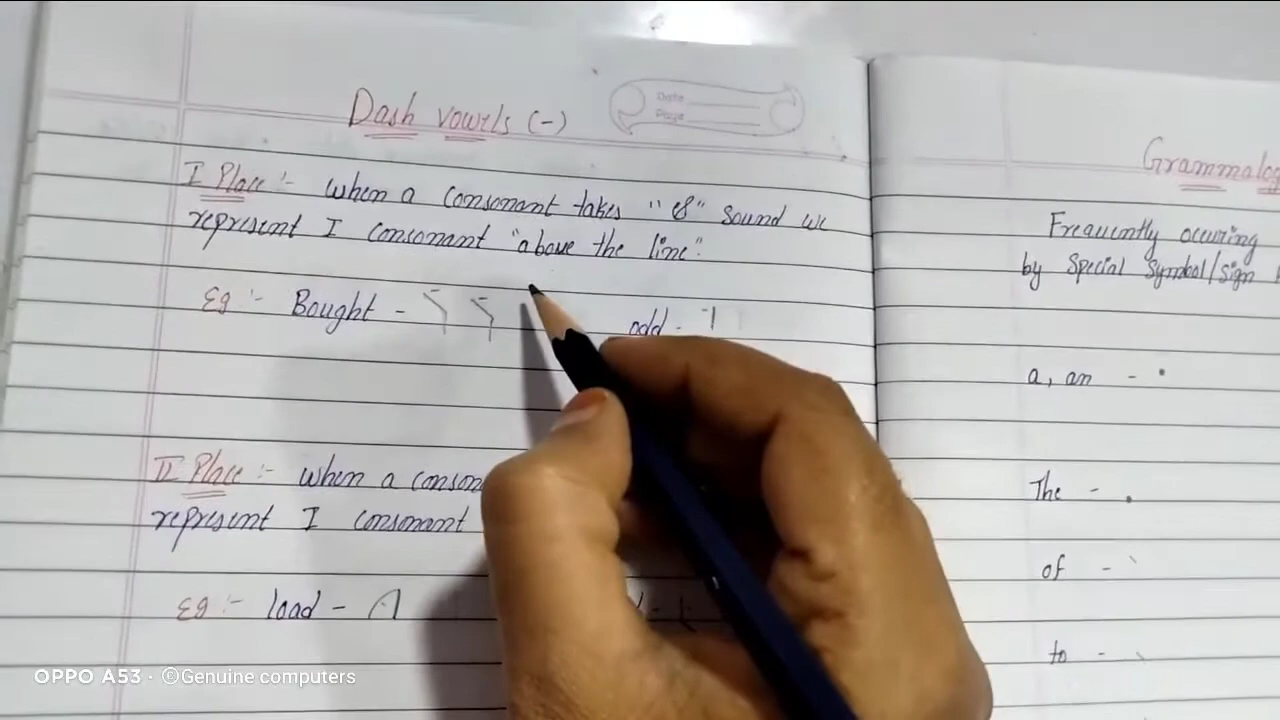 Dash vowels (-)
Date
Page
I Place :- when a consonant takes "
" sound we
represent I consonant "above the line".
Eg :- Bought -
odd -
II Place :- when a conson
represent I consonant
Eg :- load -
Grammalog
Frequently occuring
by Special Symbol/sign
a, an - .
The - .
of - `
to - `
OPPO A53 · ©Genuine computers